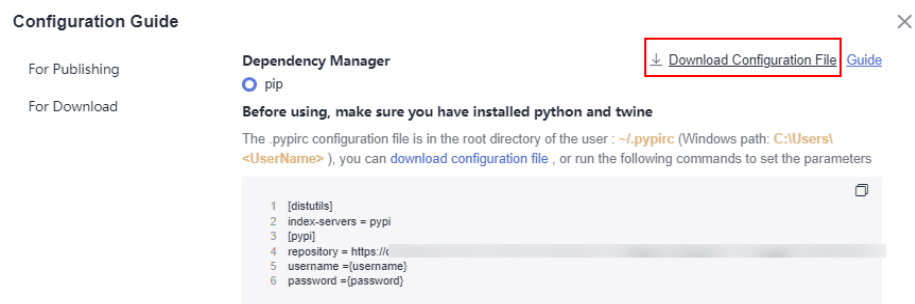 Configuration Guide
For Publishing
For Download
Dependency Manager
Download Configuration File Guide
pip
Before using, make sure you have installed python and twine
The .pypirc configuration file is in the root directory of the user : ~/.pypirc (Windows path: C:\Users\
<UserName> ), you can download configuration file , or run the following commands to set the parameters
1 [distutils]
2 index-servers = pypi
3 [pypi]
4 repository = https://
5 username ={username}
6 password ={password}